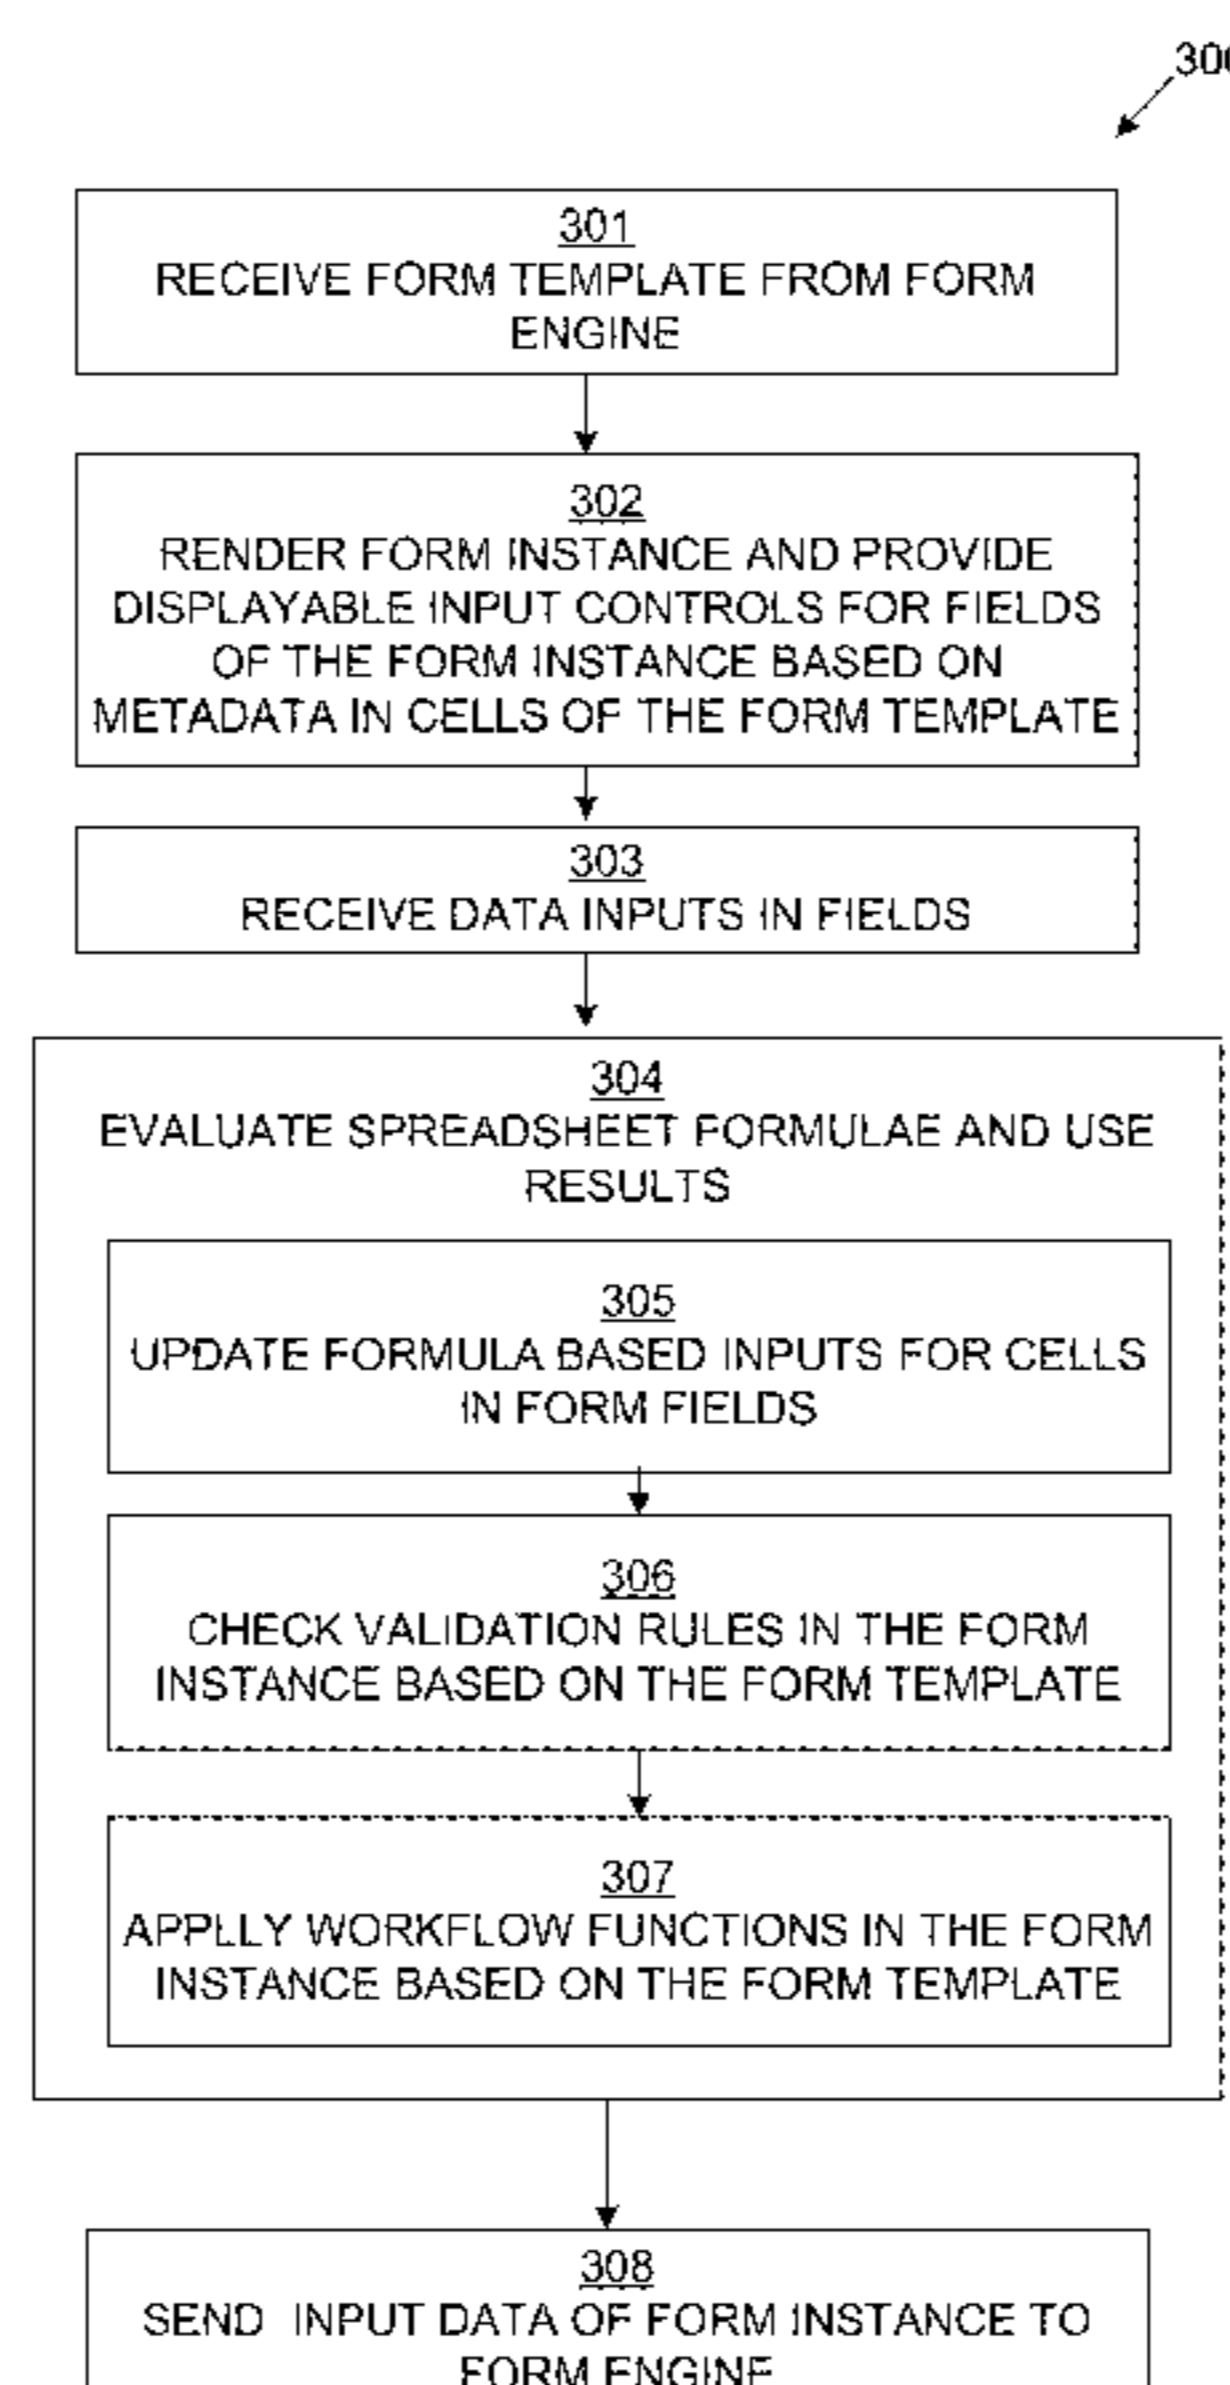 300
301
RECEIVE FORM TEMPLATE FROM FORM
ENGINE
302
RENDER FORM INSTANCE AND PROVIDE
DISPLAYABLE INPUT CONTROLS FOR FIELDS
OF THE FORM INSTANCE BASED ON
METADATA IN CELLS OF THE FORM TEMPLATE
303
RECEIVE DATA INPUTS IN FIELDS
304
EVALUATE SPREADSHEET FORMULAE AND USE
RESULTS
305
UPDATE FORMULA BASED INPUTS FOR CELLS
IN FORM FIELDS
306
CHECK VALIDATION RULES IN THE FORM
INSTANCE BASED ON THE FORM TEMPLATE
307
APPLLY WORKFLOW FUNCTIONS IN THE FORM
INSTANCE BASED ON THE FORM TEMPLATE
308
SEND INPUT DATA OF FORM INSTANCE TO
FORM ENGINE